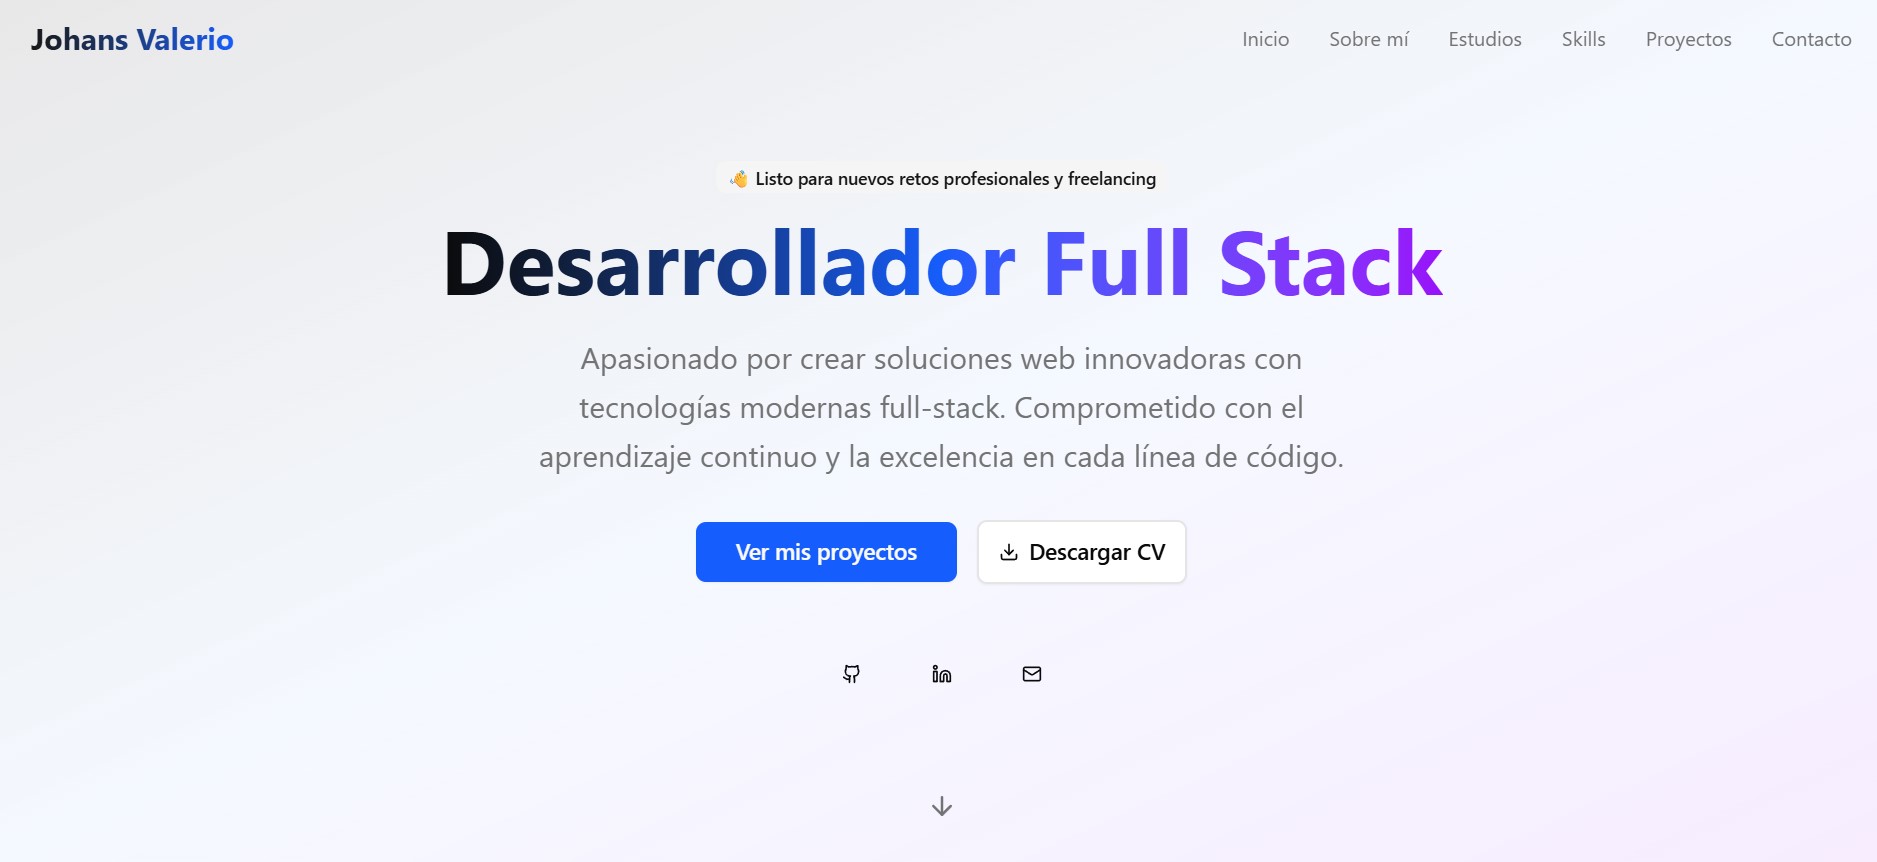 Johans Valerio
Inicio Sobre mí Estudios Skills Proyectos Contacto
👋 Listo para nuevos retos profesionales y freelancing
Desarrollador Full Stack
Apasionado por crear soluciones web innovadoras con
tecnologías modernas full-stack. Comprometido con el
aprendizaje continuo y la excelencia en cada línea de código.
Ver mis proyectos
Descargar CV